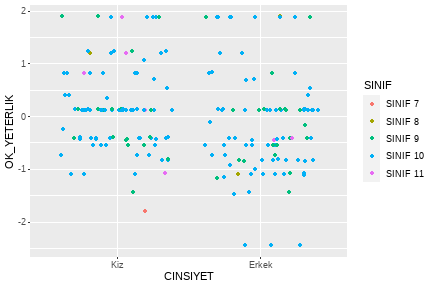 OK_YETERLIK
2
1
0
-1
-2
Kiz
Erkek
CINSIYET
SINIF
SINIF 7
SINIF 8
SINIF 9
SINIF 10
SINIF 11